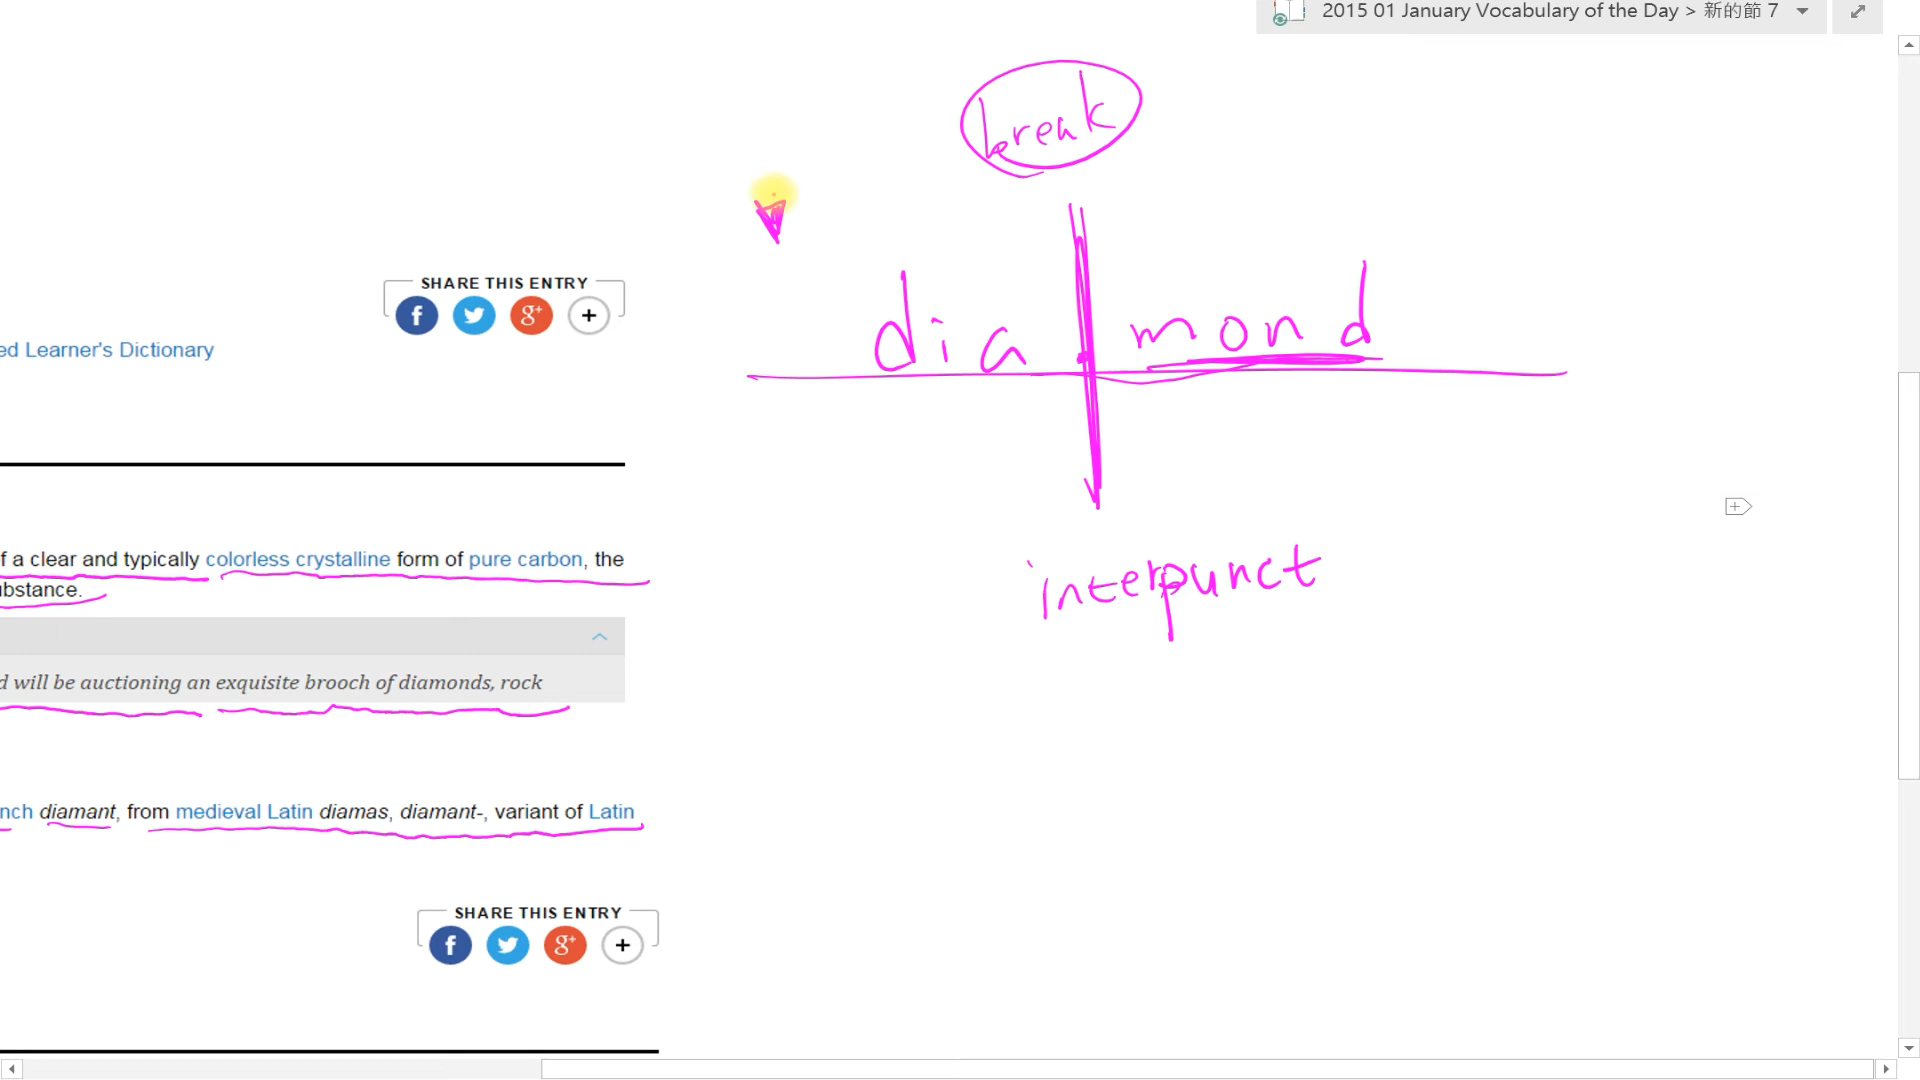 2015 01 January Vocabulary of the Day > 新的節 7
break
SHARE THIS ENTRY
f
g+
+
ed Learner's Dictionary
dia·mond
interpunct
f a clear and typically colorless crystalline form of pure carbon, the
ubstance.
d will be auctioning an exquisite brooch of diamonds, rock
nch diamant, from medieval Latin diamas, diamant-, variant of Latin
SHARE THIS ENTRY
f
g+
+